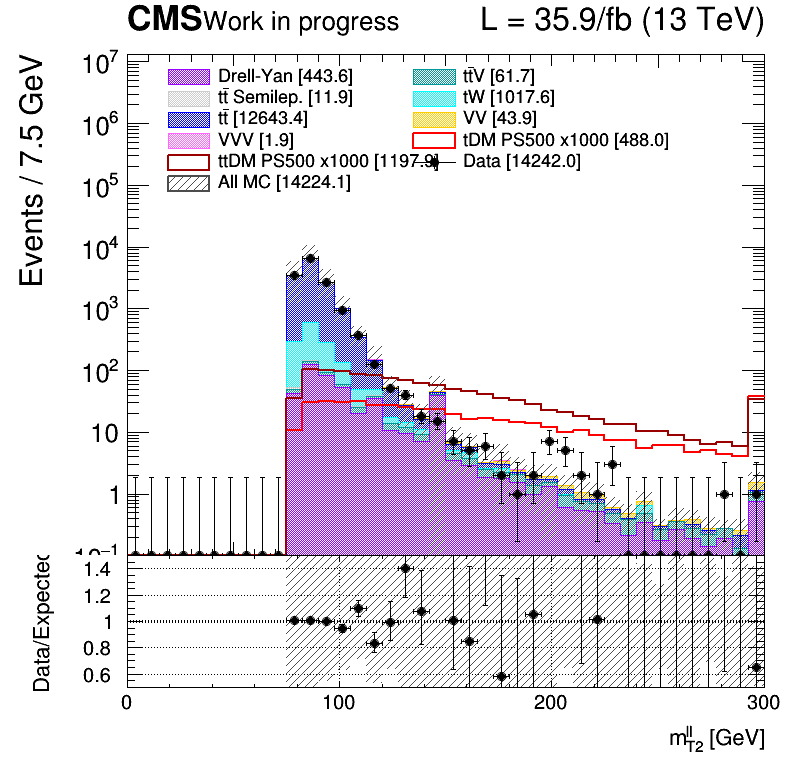 CMS Work in progress L = 35.9/fb (13 TeV)
Events / 7.5 GeV
10⁷
10⁶
10⁵
10⁴
10³
10²
10
1
10⁻¹
Drell-Yan [443.6]
tt̄ Semilep. [11.9]
tt̄ [12643.4]
VVV [1.9]
ttDM PS500 x1000 [1197.9]
All MC [14224.1]
tt̄V [61.7]
tW [1017.6]
VV [43.9]
tDM PS500 x1000 [488.0]
Data [14242.0]
Data/Expected
1.4
1.2
1
0.8
0.6
0 100 200 300
m_T2^ll [GeV]